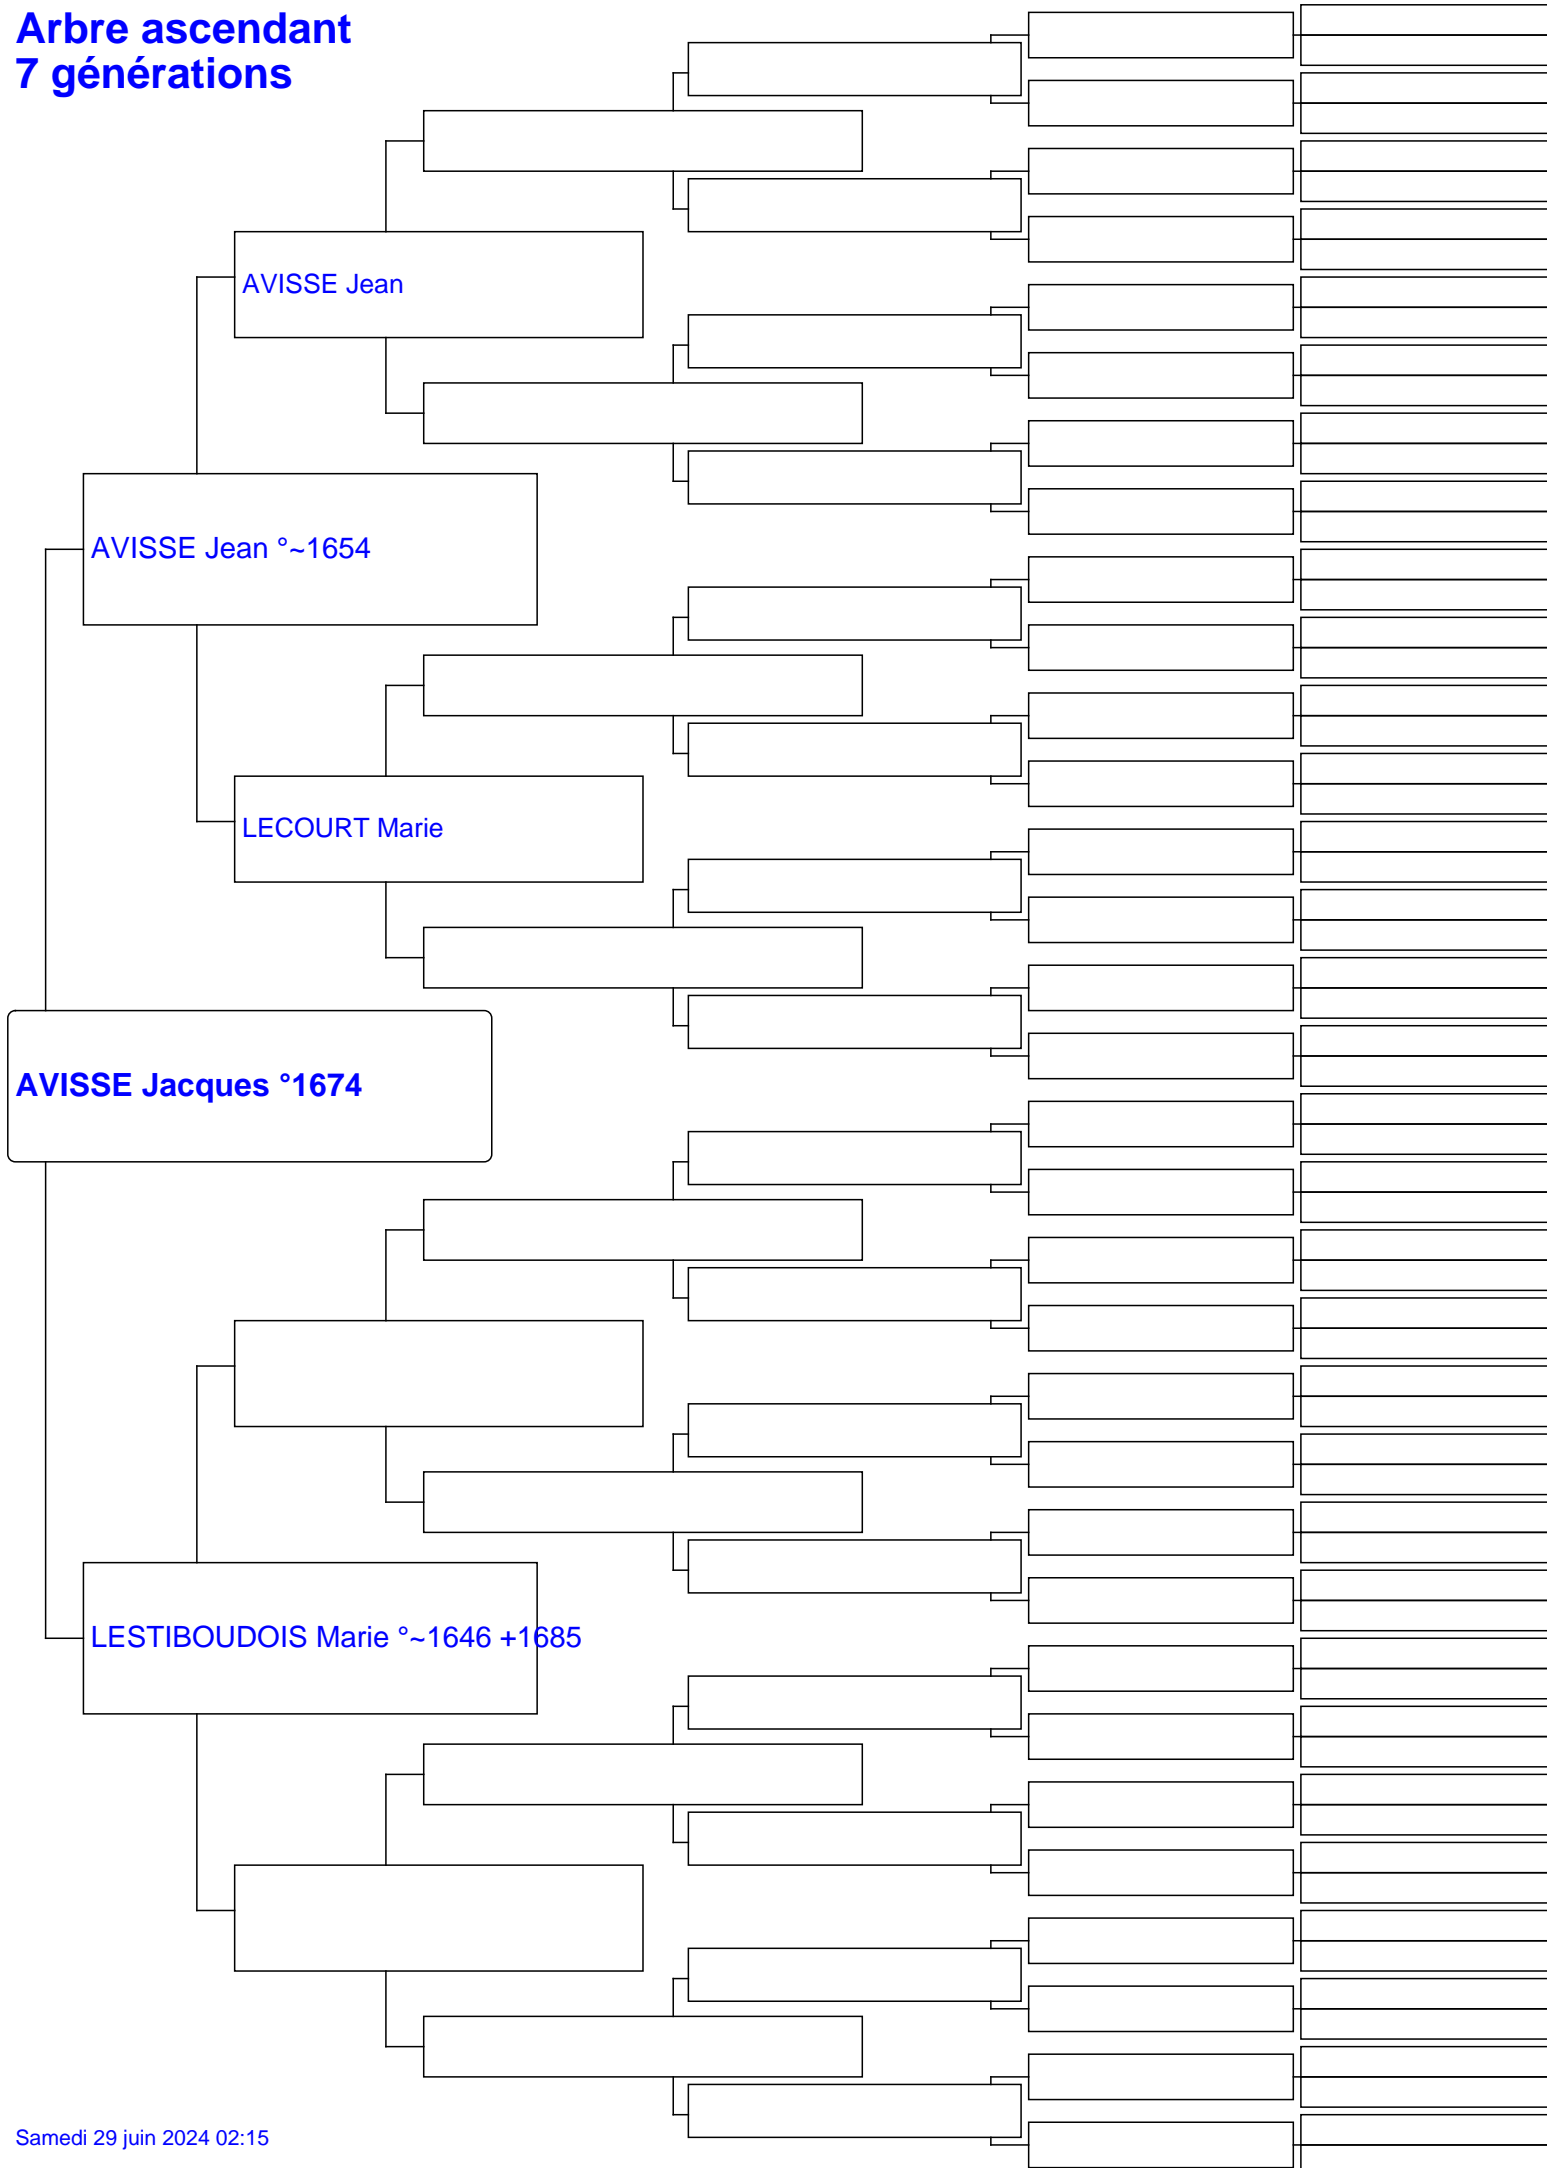 Arbre ascendant
7 générations
AVISSE Jean
AVISSE Jean °~1654
LECOURT Marie
AVISSE Jacques °1674
LESTIBOUDOIS Marie °~1646 +1685
Samedi 29 juin 2024 02:15